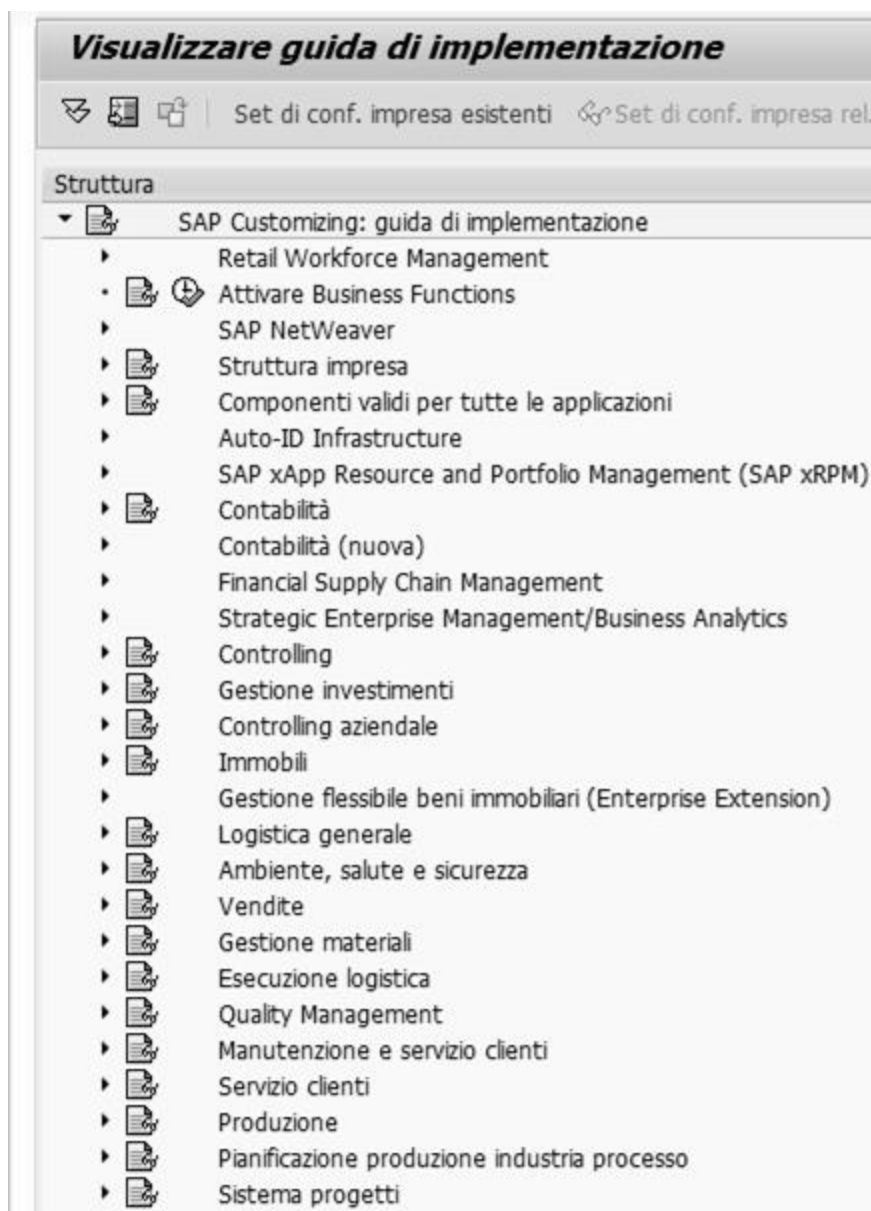 Visualizzare guida di implementazione
Set di conf. impresa esistenti Set di conf. impresa rel.
Struttura
SAP Customizing: guida di implementazione
Retail Workforce Management
Attivare Business Functions
SAP NetWeaver
Struttura impresa
Componenti validi per tutte le applicazioni
Auto-ID Infrastructure
SAP xApp Resource and Portfolio Management (SAP xRPM)
Contabilità
Contabilità (nuova)
Financial Supply Chain Management
Strategic Enterprise Management/Business Analytics
Controlling
Gestione investimenti
Controlling aziendale
Immobili
Gestione flessibile beni immobiliari (Enterprise Extension)
Logistica generale
Ambiente, salute e sicurezza
Vendite
Gestione materiali
Esecuzione logistica
Quality Management
Manutenzione e servizio clienti
Servizio clienti
Produzione
Pianificazione produzione industria processo
Sistema progetti